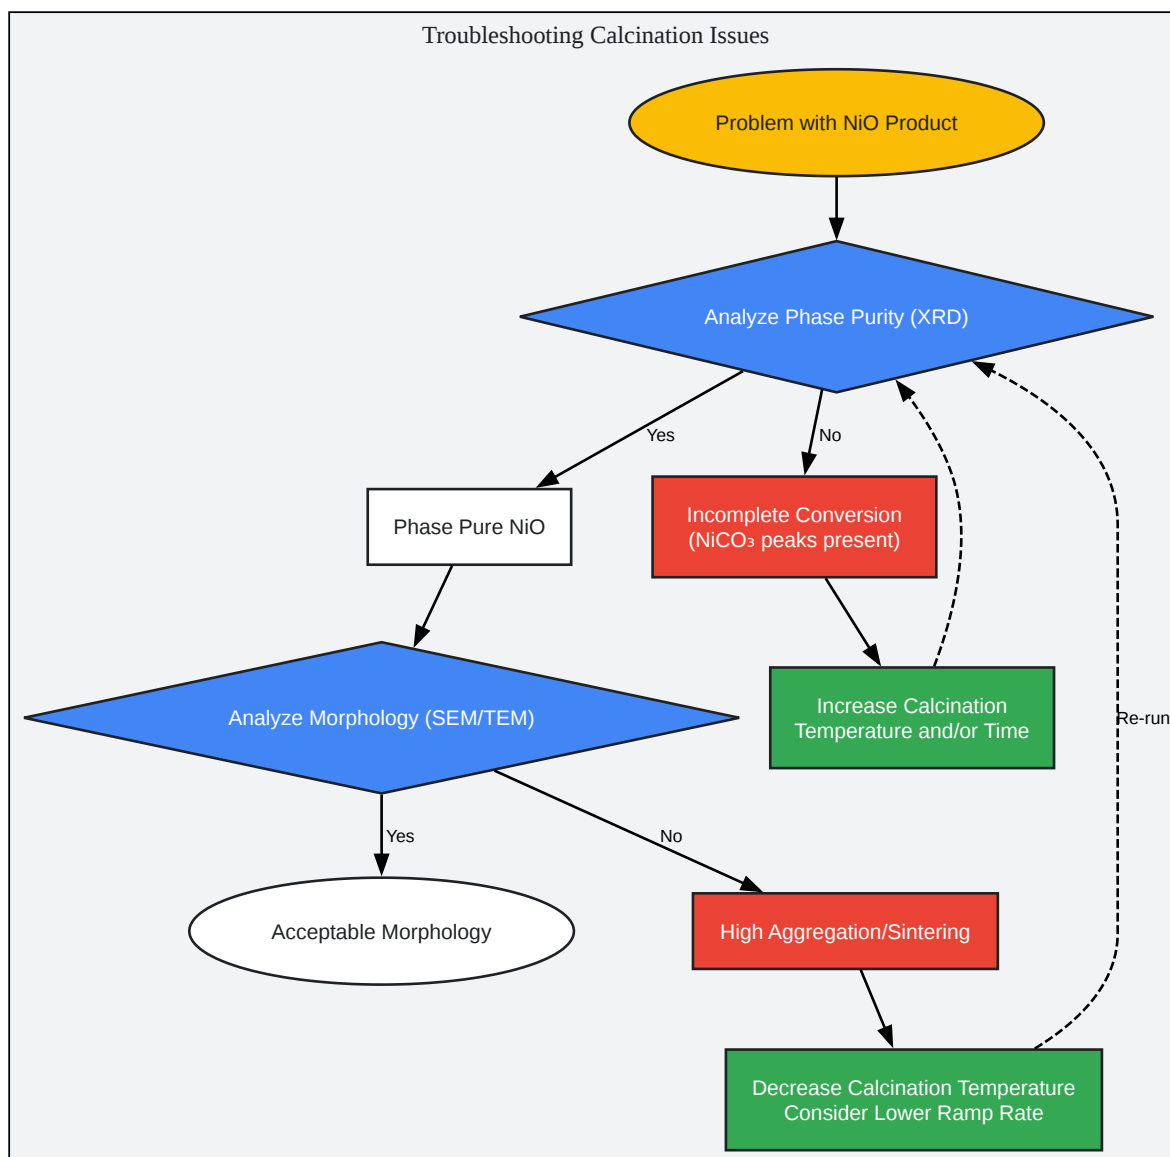 Troubleshooting Calcination Issues
Problem with NiO Product
Analyze Phase Purity (XRD)
Yes
No
Phase Pure NiO
Incomplete Conversion
(NiCO₃ peaks present)
Increase Calcination
Temperature and/or Time
Analyze Morphology (SEM/TEM)
Re-run
Yes
No
Acceptable Morphology
High Aggregation/Sintering
Decrease Calcination Temperature
Consider Lower Ramp Rate